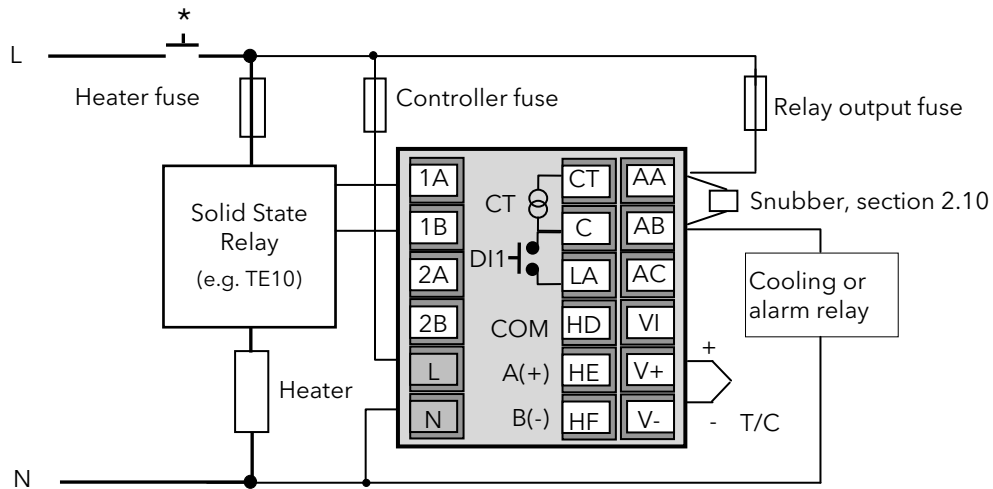 *
L
Heater fuse
Controller fuse
Relay output fuse
1A
CT
AA
CT
Snubber, section 2.10
Solid State
Relay
(e.g. TE10)
1B
C
AB
DI1
2A
LA
AC
Cooling or
alarm relay
2B
COM
HD
VI
L
A(+)
HE
V+
+
Heater
N
B(-)
HF
V-
-
T/C
N